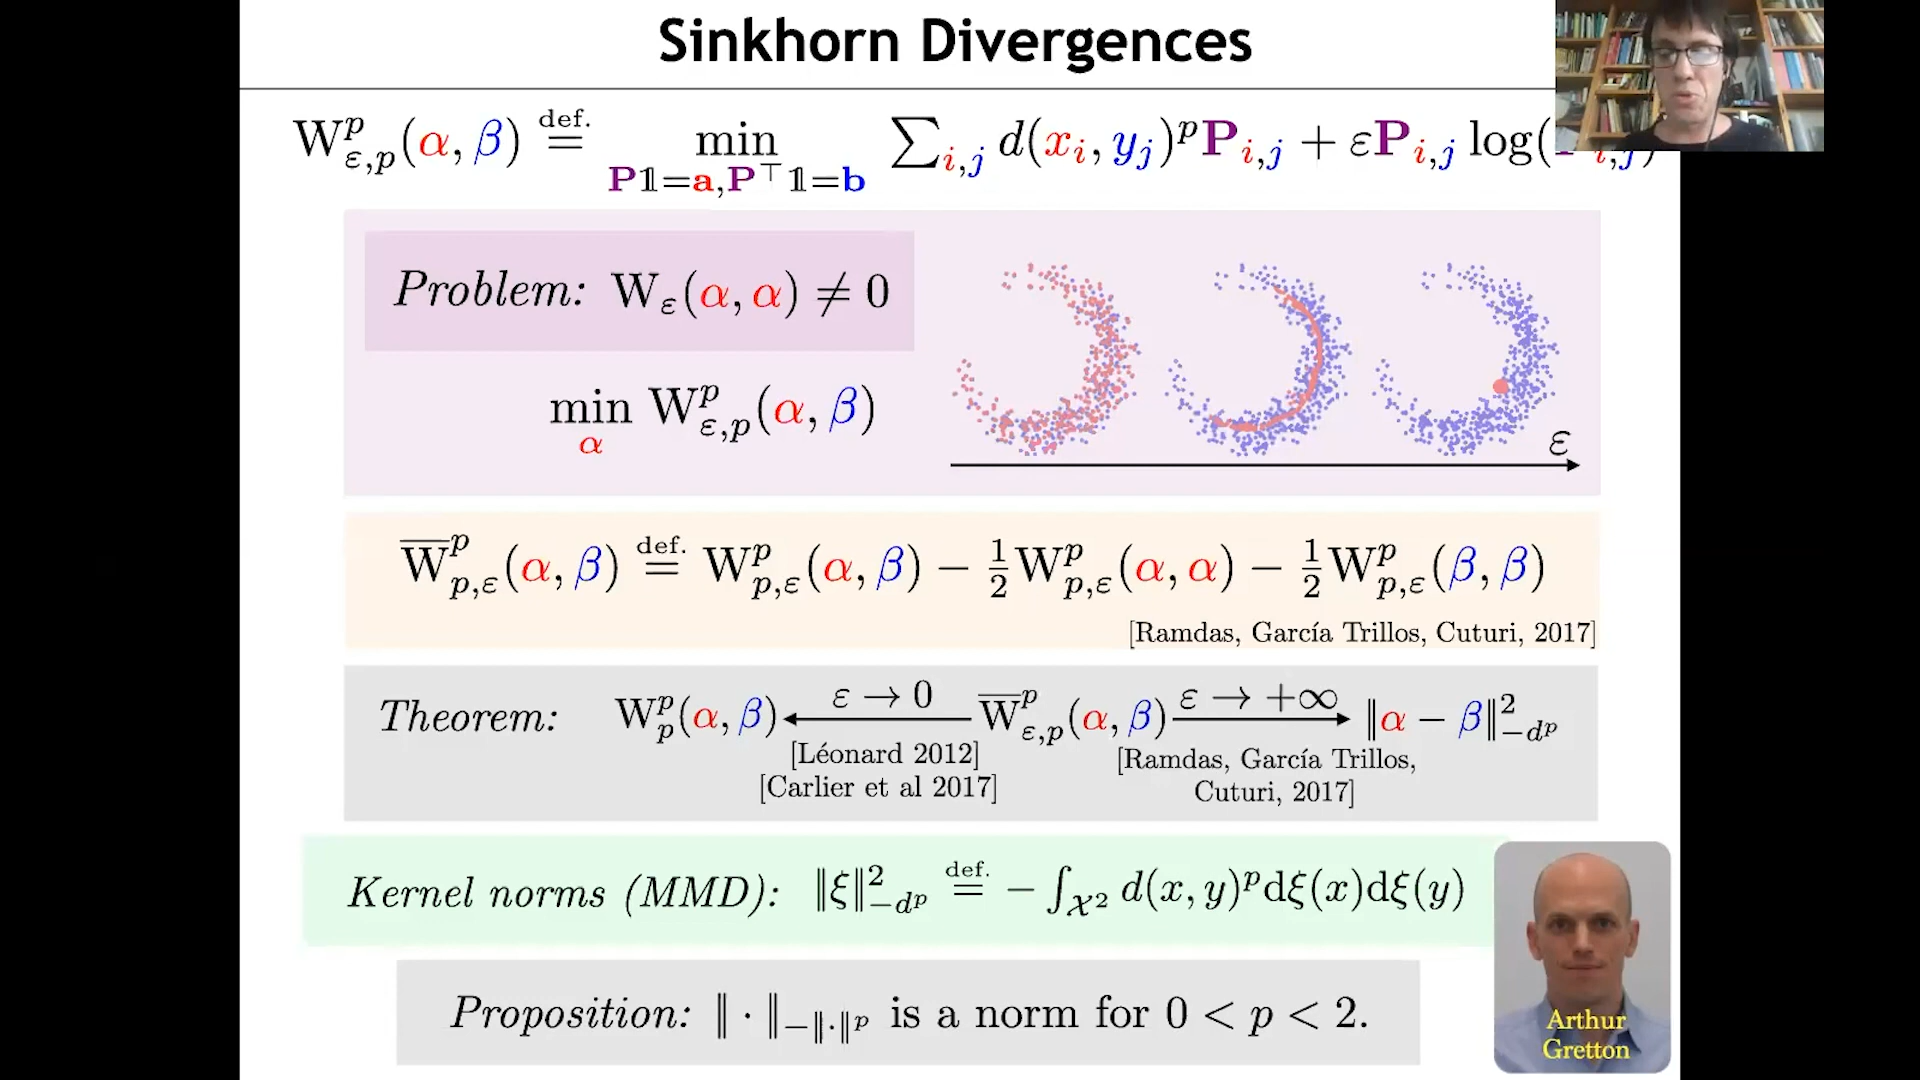 Sinkhorn Divergences
W^p_{ε,p}(α, β) def.= min_{P𝟙=a,P^⊤𝟙=b} ∑_{i,j} d(x_i, y_j)^p P_{i,j} + εP_{i,j} log(
Problem: W_ε(α, α) ≠ 0
min_α W^p_{ε,p}(α, β)
ε
W̅^p_{p,ε}(α, β) def.= W^p_{p,ε}(α, β) − ½W^p_{p,ε}(α, α) − ½W^p_{p,ε}(β, β)
[Ramdas, García Trillos, Cuturi, 2017]
Theorem: W^p_p(α, β) ε → 0 W̅^p_{ε,p}(α, β) ε → +∞ ‖α − β‖²_{−d^p}
[Léonard 2012]
[Carlier et al 2017]
[Ramdas, García Trillos,
Cuturi, 2017]
Kernel norms (MMD): ‖ξ‖²_{−d^p} def.= − ∫_{𝒳²} d(x, y)^p dξ(x)dξ(y)
Proposition: ‖ · ‖_{−‖·‖^p} is a norm for 0 < p < 2.
Arthur
Gretton